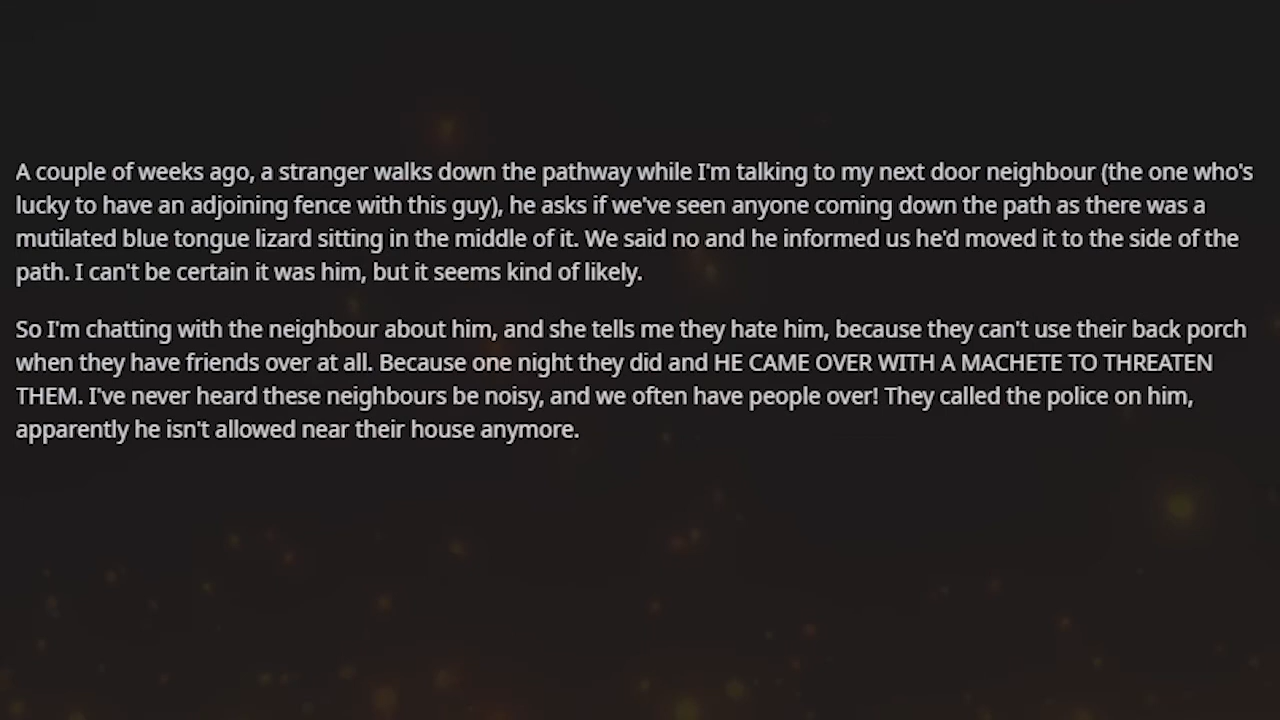 A couple of weeks ago, a stranger walks down the pathway while I'm talking to my next door neighbour (the one who's
lucky to have an adjoining fence with this guy), he asks if we've seen anyone coming down the path as there was a
mutilated blue tongue lizard sitting in the middle of it. We said no and he informed us he'd moved it to the side of the
path. I can't be certain it was him, but it seems kind of likely.
So I'm chatting with the neighbour about him, and she tells me they hate him, because they can't use their back porch
when they have friends over at all. Because one night they did and HE CAME OVER WITH A MACHETE TO THREATEN
THEM. I've never heard these neighbours be noisy, and we often have people over! They called the police on him,
apparently he isn't allowed near their house anymore.